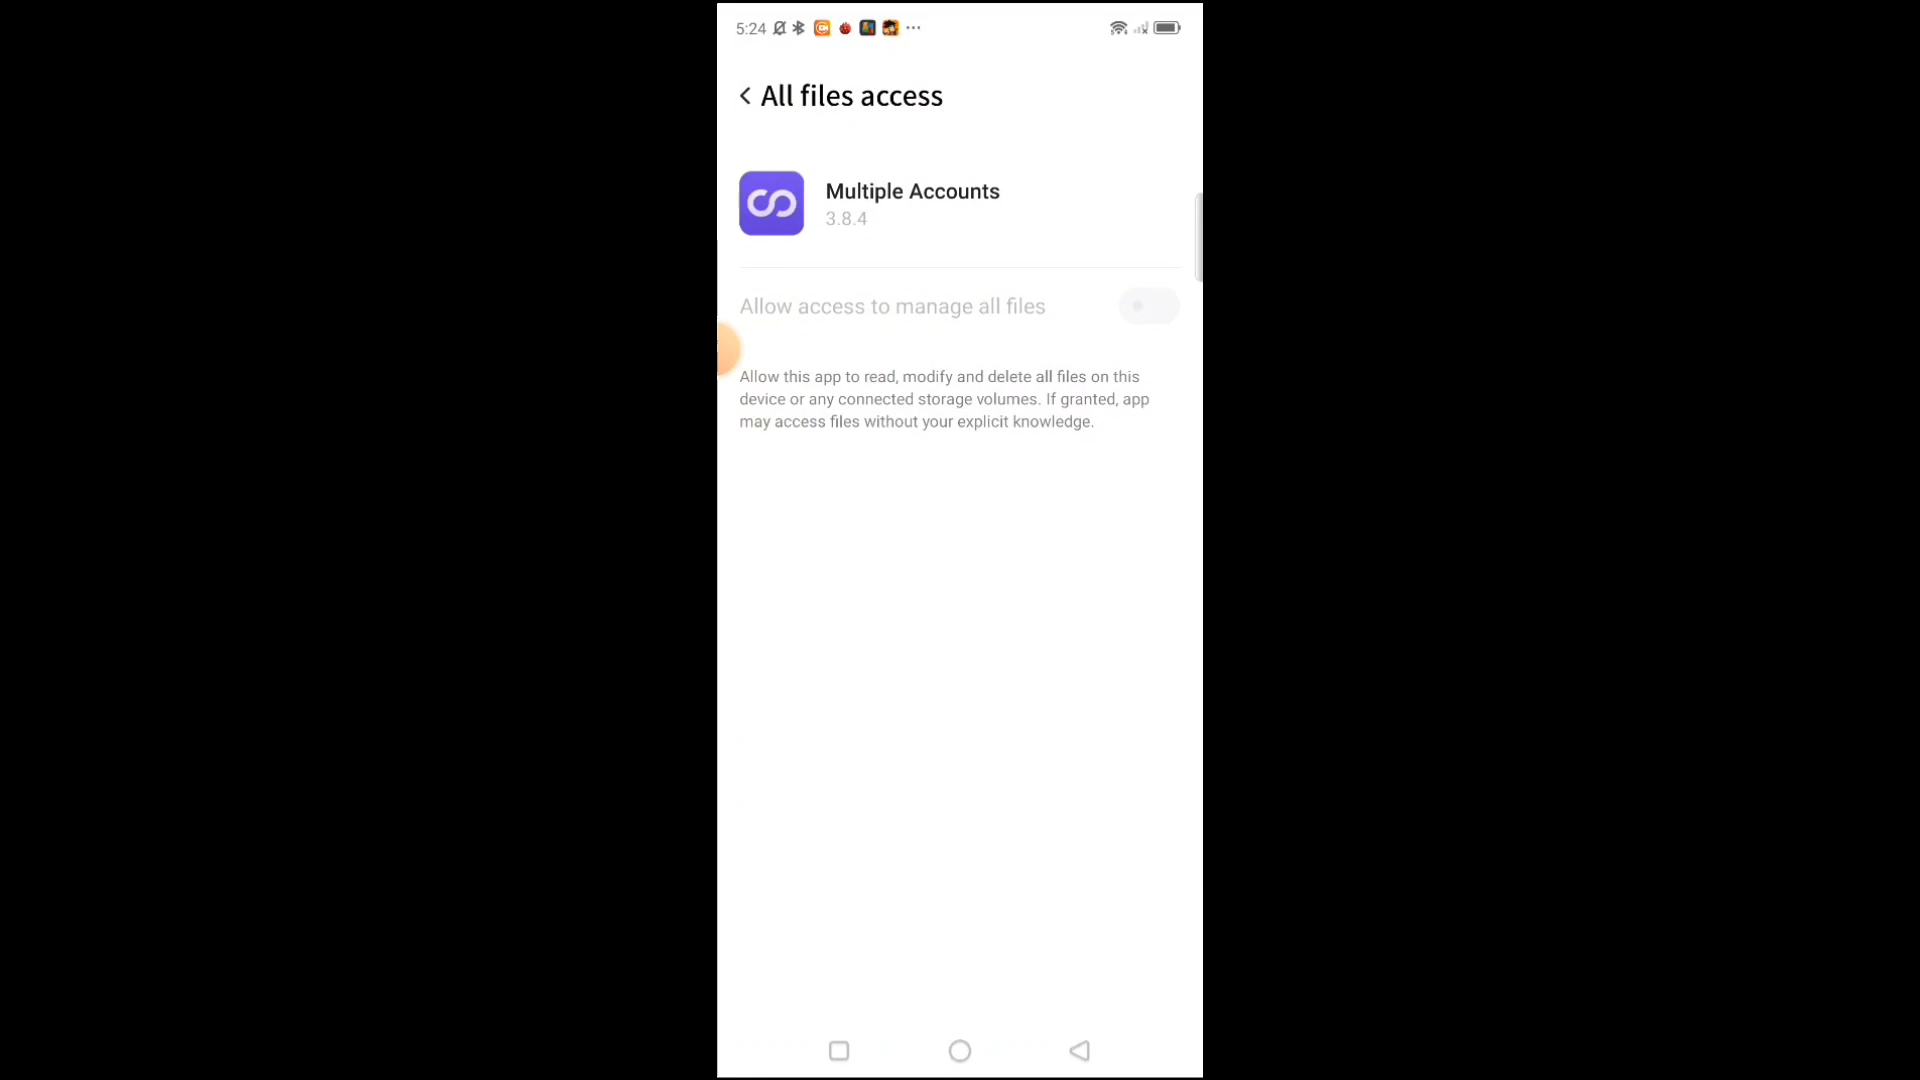 5:24
All files access
Multiple Accounts
3.8.4
Allow access to manage all files
Allow this app to read, modify and delete all files on this
device or any connected storage volumes. If granted, app
may access files without your explicit knowledge.